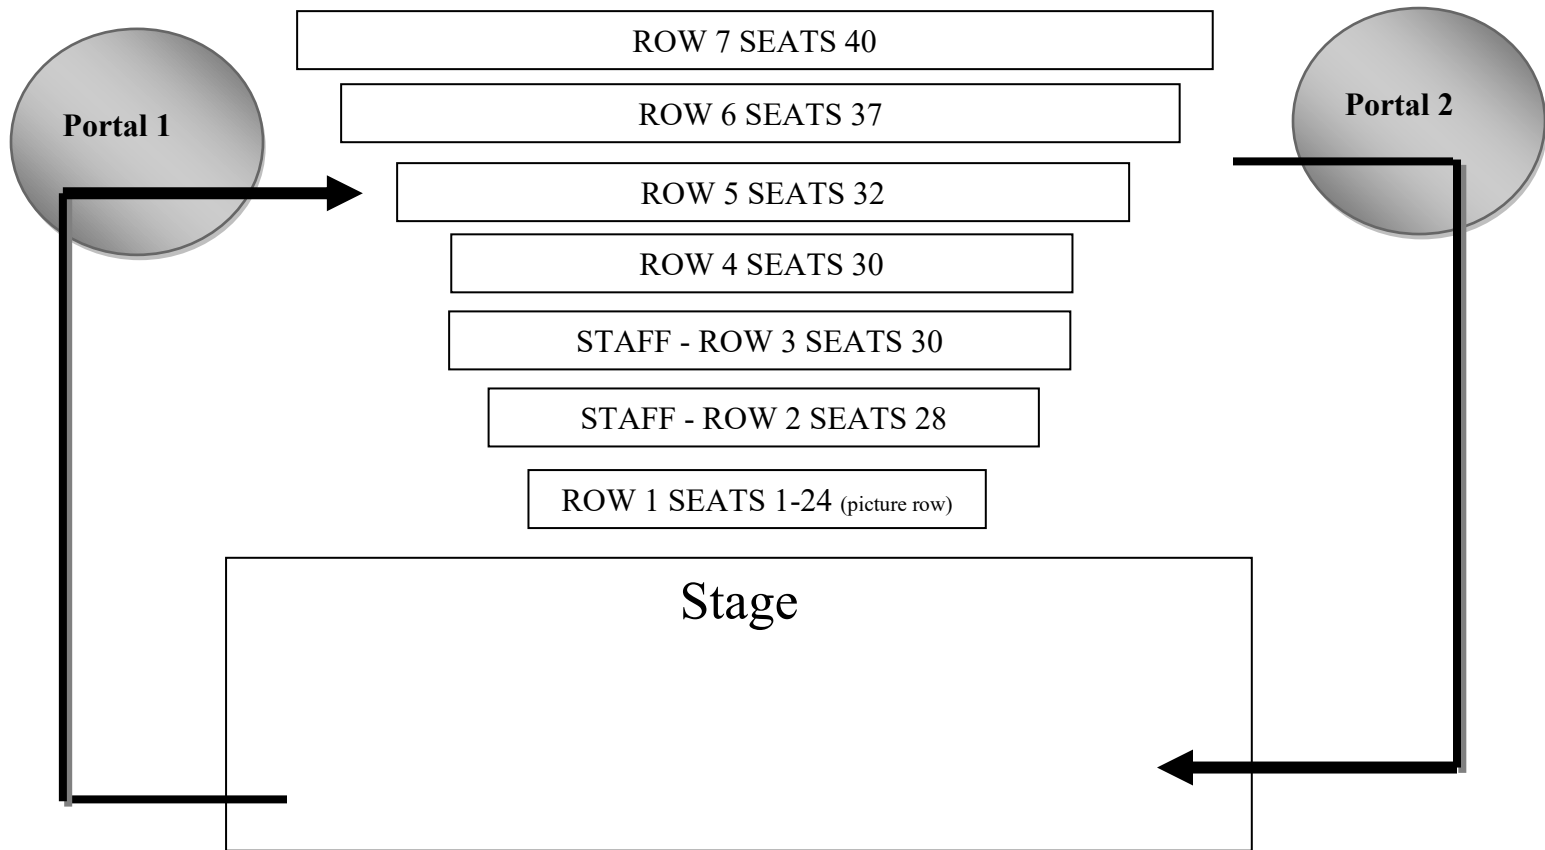 ROW 7 SEATS 40
Portal 1
ROW 6 SEATS 37
Portal 2
ROW 5 SEATS 32
ROW 4 SEATS 30
STAFF - ROW 3 SEATS 30
STAFF - ROW 2 SEATS 28
ROW 1 SEATS 1-24 (picture row)
Stage